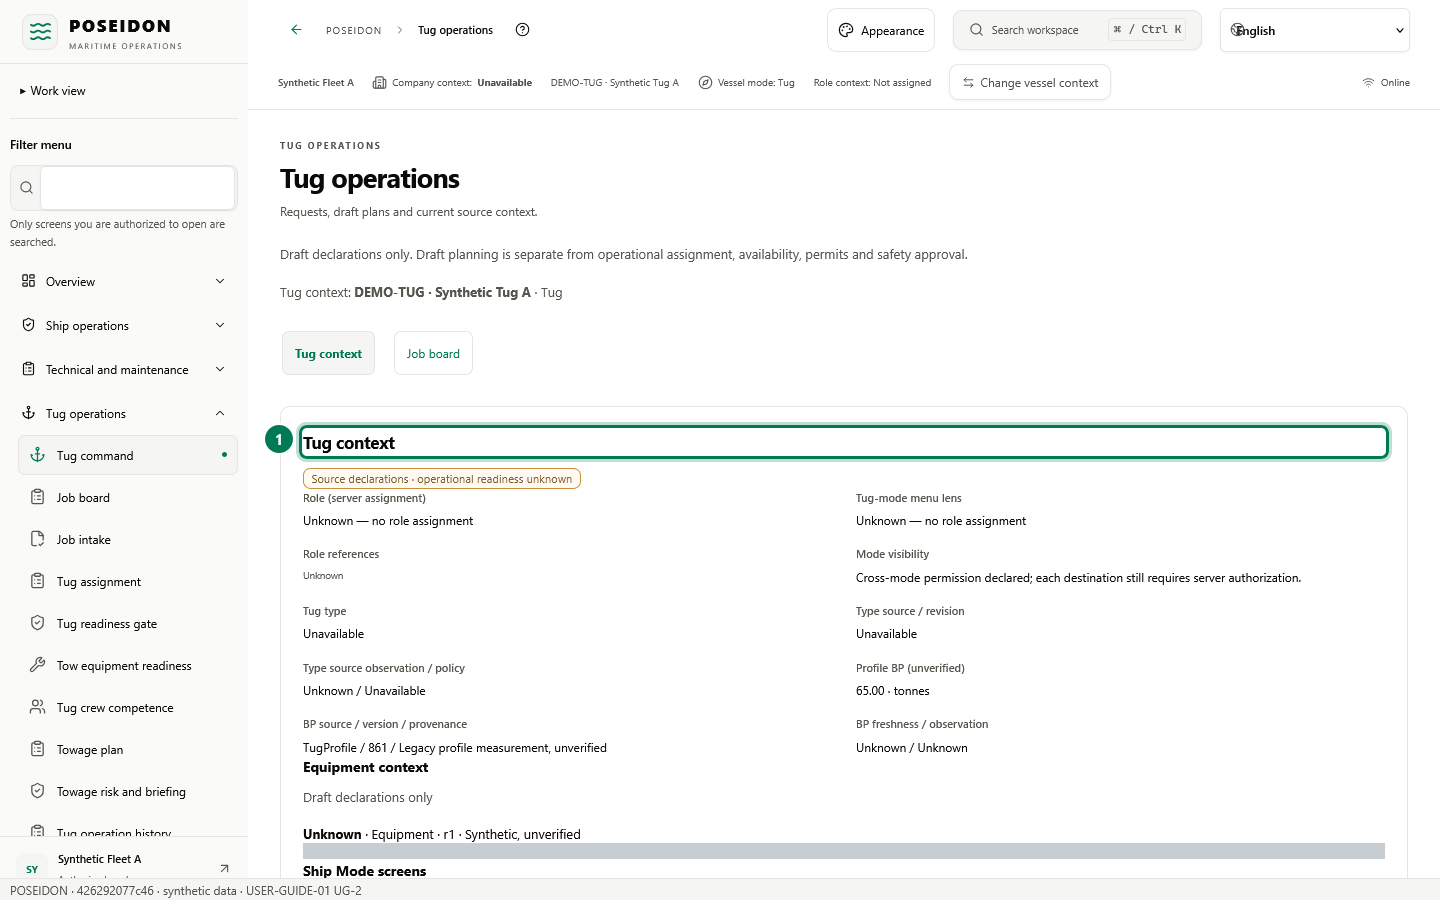 POSEIDON
MARITIME OPERATIONS
Work view
Filter menu
Only screens you are authorized to open are
searched.
Overview
Ship operations
Technical and maintenance
Tug operations
Tug command
Job board
Job intake
Tug assignment
Tug readiness gate
Tow equipment readiness
Tug crew competence
Towage plan
Towage risk and briefing
Tug operation history
SY
Synthetic Fleet A
POSEIDON
Tug operations
Appearance
Search workspace
⌘ / Ctrl K
English
Synthetic Fleet A
Company context: Unavailable
DEMO-TUG · Synthetic Tug A
Vessel mode: Tug
Role context: Not assigned
Change vessel context
Online
TUG OPERATIONS
Tug operations
Requests, draft plans and current source context.
Draft declarations only. Draft planning is separate from operational assignment, availability, permits and safety approval.
Tug context: DEMO-TUG · Synthetic Tug A · Tug
Tug context
Job board
1
Tug context
Source declarations · operational readiness unknown
Role (server assignment)
Unknown — no role assignment
Tug-mode menu lens
Unknown — no role assignment
Role references
Unknown
Mode visibility
Cross-mode permission declared; each destination still requires server authorization.
Tug type
Unavailable
Type source / revision
Unavailable
Type source observation / policy
Unknown / Unavailable
Profile BP (unverified)
65.00 · tonnes
BP source / version / provenance
TugProfile / 861 / Legacy profile measurement, unverified
BP freshness / observation
Unknown / Unknown
Equipment context
Draft declarations only
Unknown · Equipment · r1 · Synthetic, unverified
Ship Mode screens
POSEIDON · 426292077c46 · synthetic data · USER-GUIDE-01 UG-2